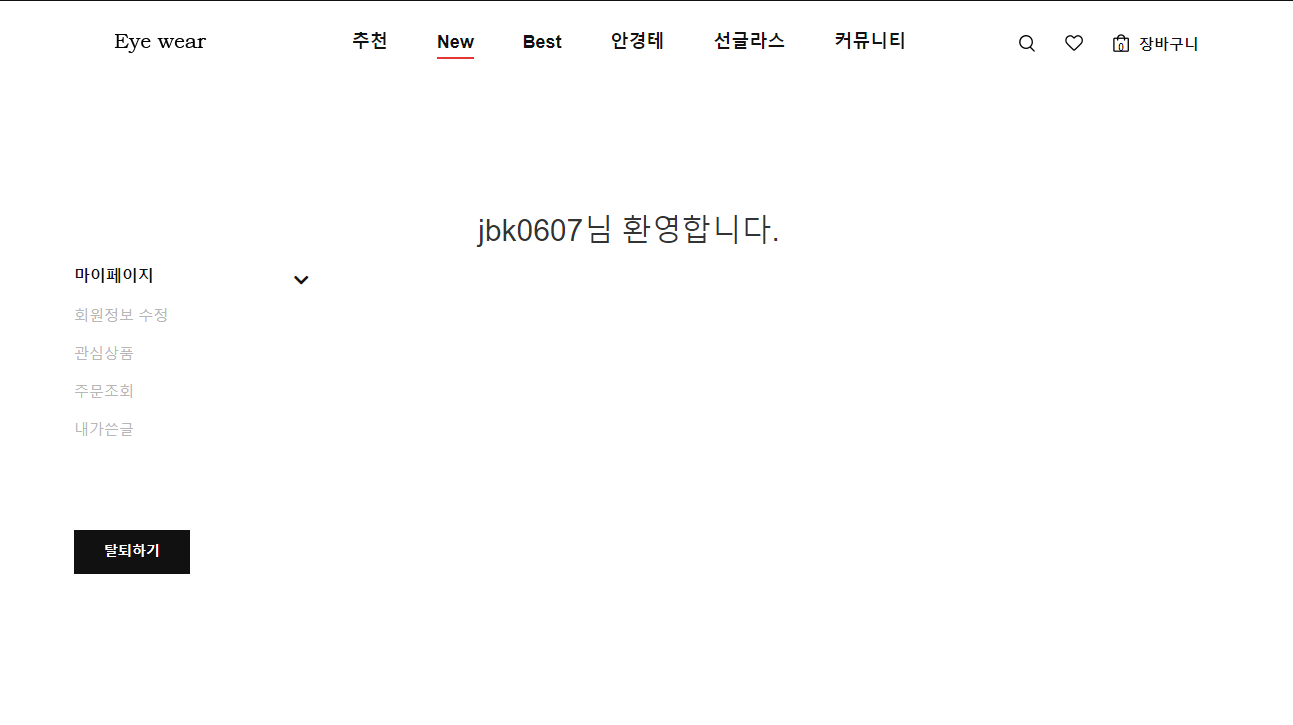 Eye wear 추천 New Best 안경테 선글라스 커뮤니티 0 장바구니
jbk0607님 환영합니다.
마이페이지
회원정보 수정
관심상품
주문조회
내가쓴글
탈퇴하기